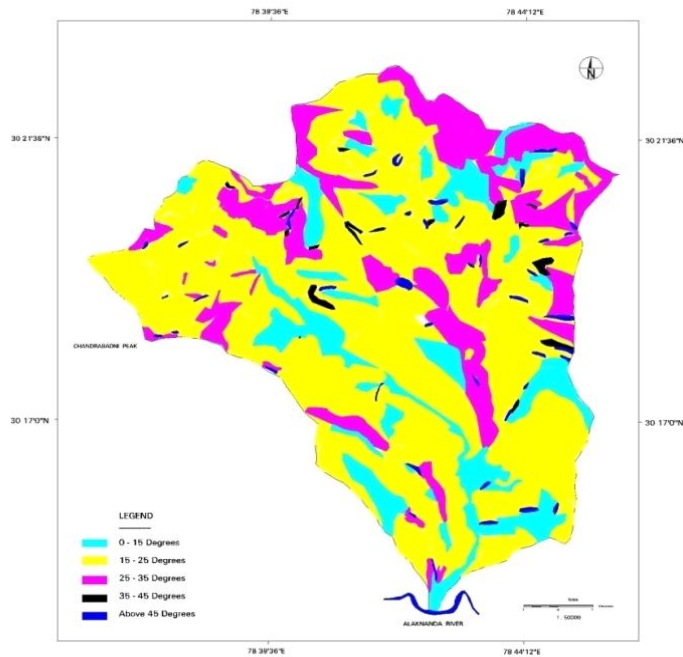 78 39'36"E 78 44'12"E
N
30 21'36"N 30 21'36"N
CHANDRABADNI PEAK
30 17'0"N 30 17'0"N
LEGEND
0 - 15 Degrees
15 - 25 Degrees
25 - 35 Degrees
35 - 45 Degrees
Above 45 Degrees
1 : 50000
ALAKNANDA RIVER
78 39'36"E 78 44'12"E